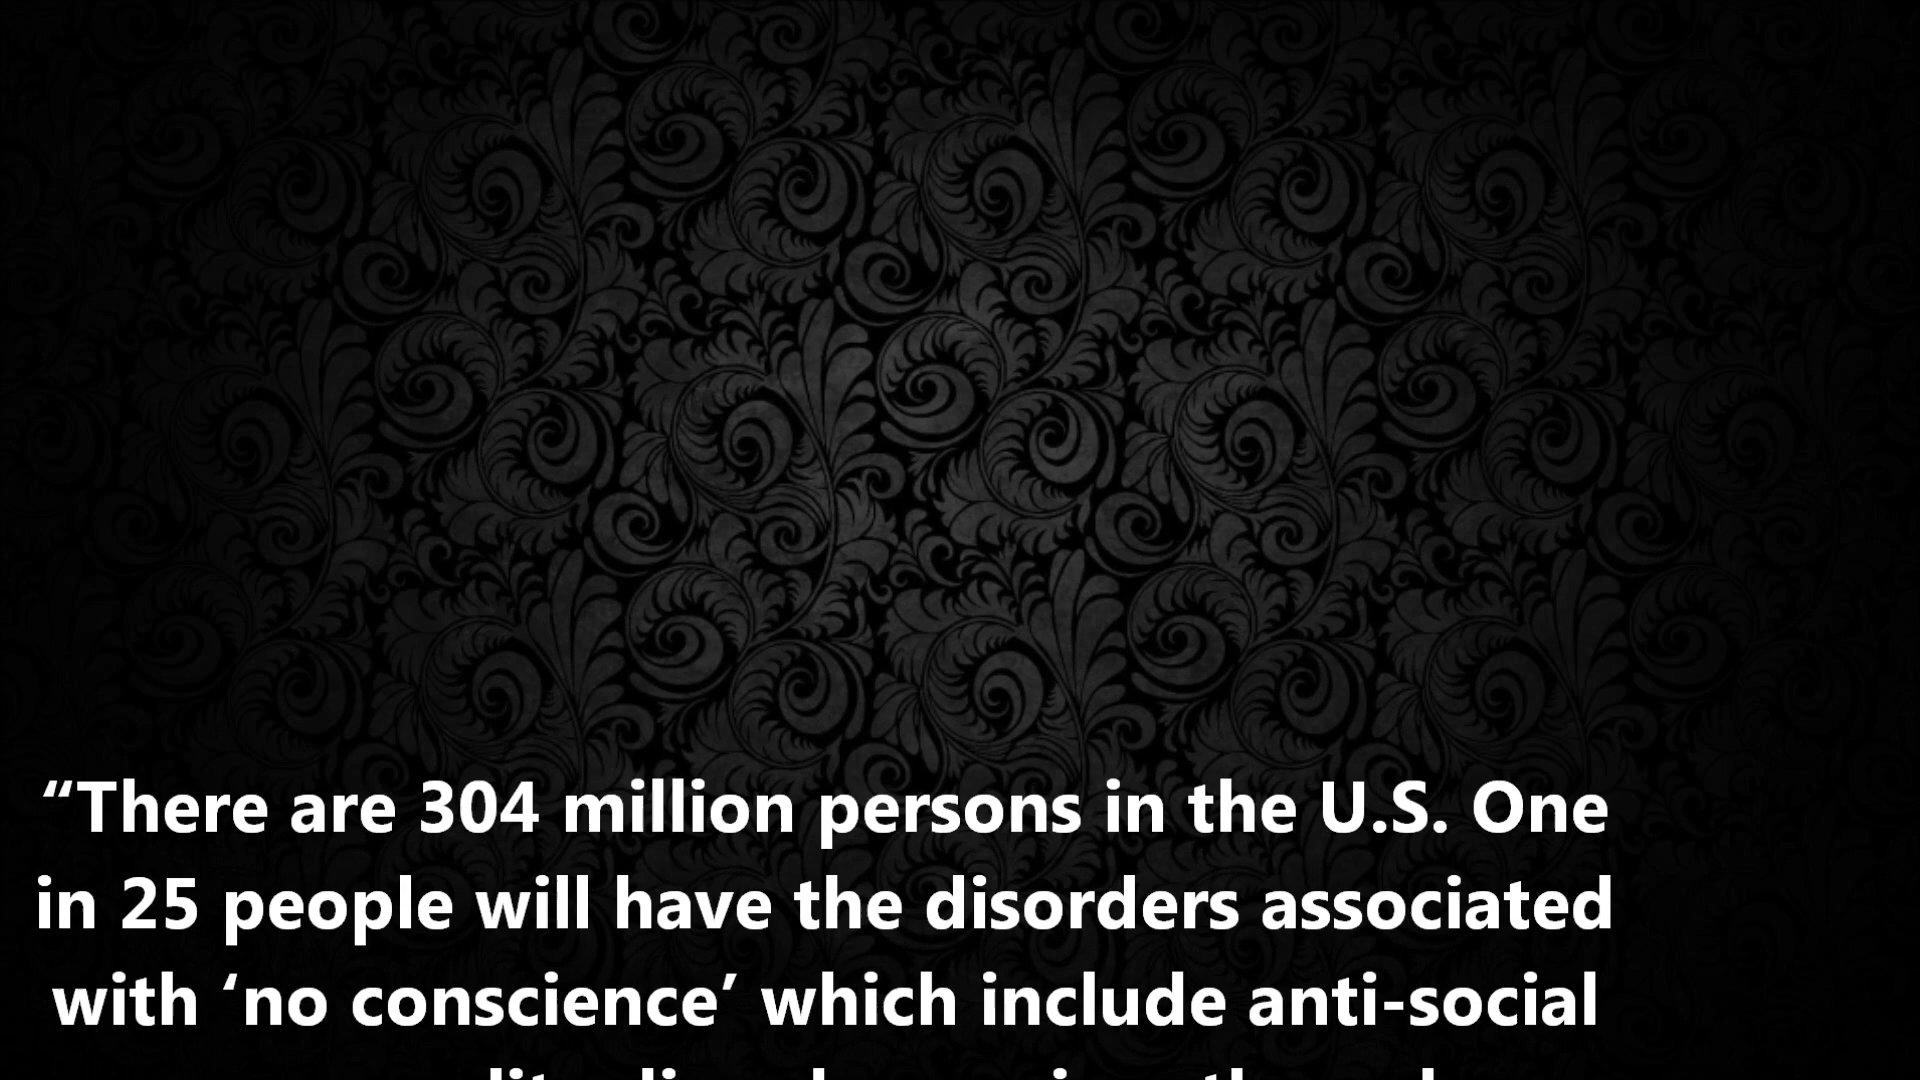 “There are 304 million persons in the U.S. One
in 25 people will have the disorders associated
with ‘no conscience’ which include anti-social